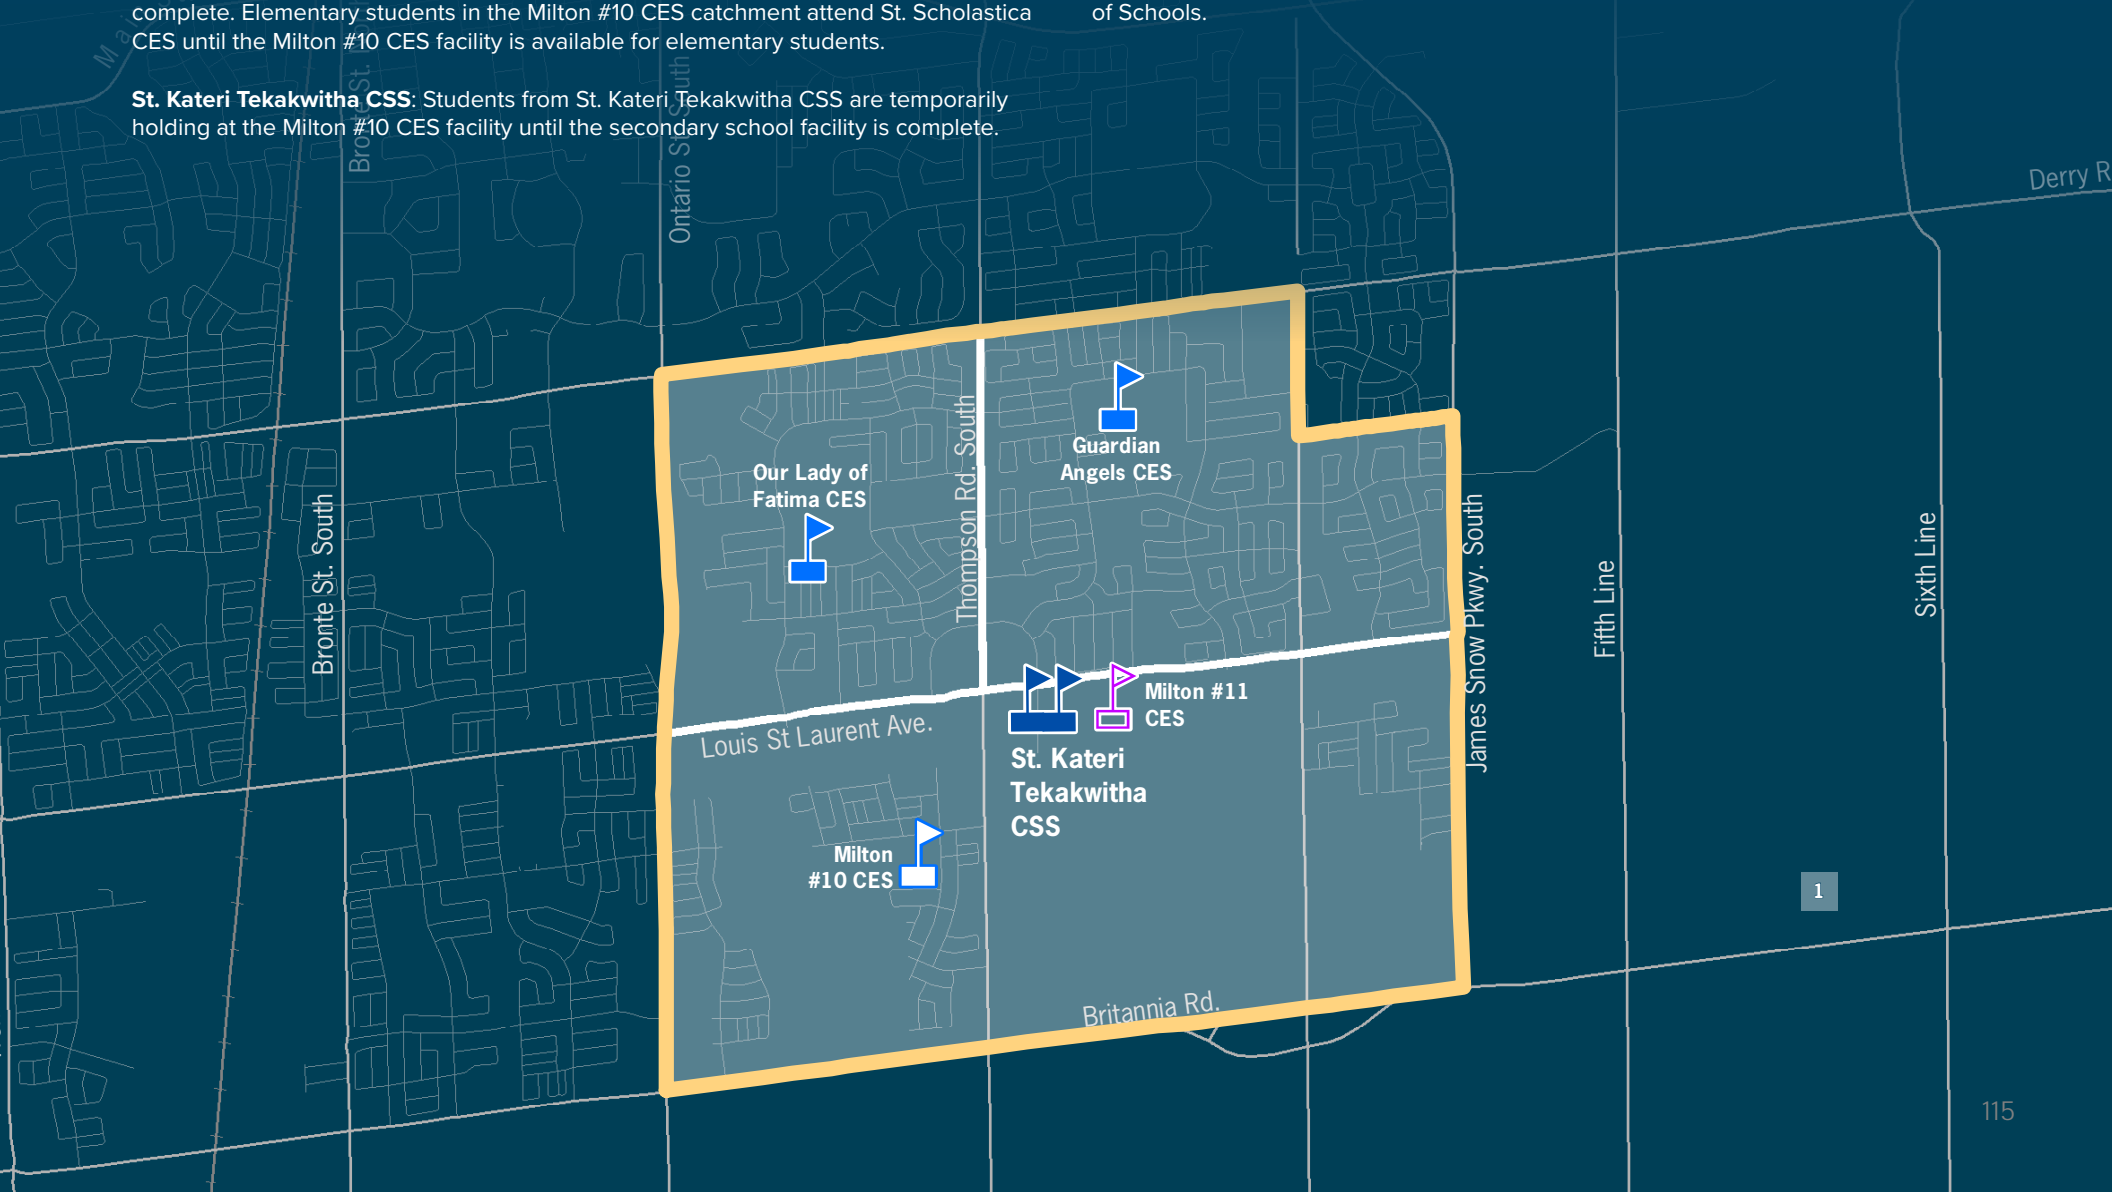 complete. Elementary students in the Milton #10 CES catchment attend St. Scholastica
CES until the Milton #10 CES facility is available for elementary students.
of Schools.
St. Kateri Tekakwitha CSS: Students from St. Kateri Tekakwitha CSS are temporarily
holding at the Milton #10 CES facility until the secondary school facility is complete.
Bronte St.
Ontario St. South
Derry R
Guardian
Angels CES
Our Lady of
Fatima CES
Thompson Rd. South
Bronte St. South
James Snow Pkwy. South
Fifth Line
Sixth Line
Milton #11
CES
Louis St Laurent Ave.
St. Kateri
Tekakwitha
CSS
Milton
#10 CES
1
Britannia Rd.
115